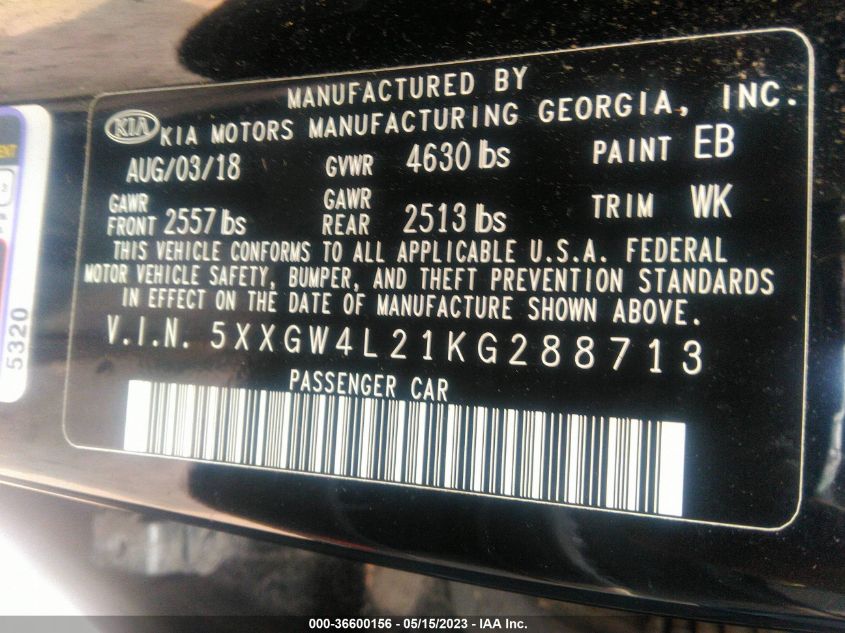 MANUFACTURED BY
KIA KIA MOTORS MANUFACTURING GEORGIA, INC.
AUG/03/18 GVWR 4630 lbs PAINT EB
GAWR FRONT 2557 lbs GAWR REAR 2513 lbs TRIM WK
THIS VEHICLE CONFORMS TO ALL APPLICABLE U.S.A. FEDERAL
MOTOR VEHICLE SAFETY, BUMPER, AND THEFT PREVENTION STANDARDS
IN EFFECT ON THE DATE OF MANUFACTURE SHOWN ABOVE.
V.I.N. 5XXGW4L21KG288713
PASSENGER CAR
5320
000-36600156 - 05/15/2023 - IAA Inc.